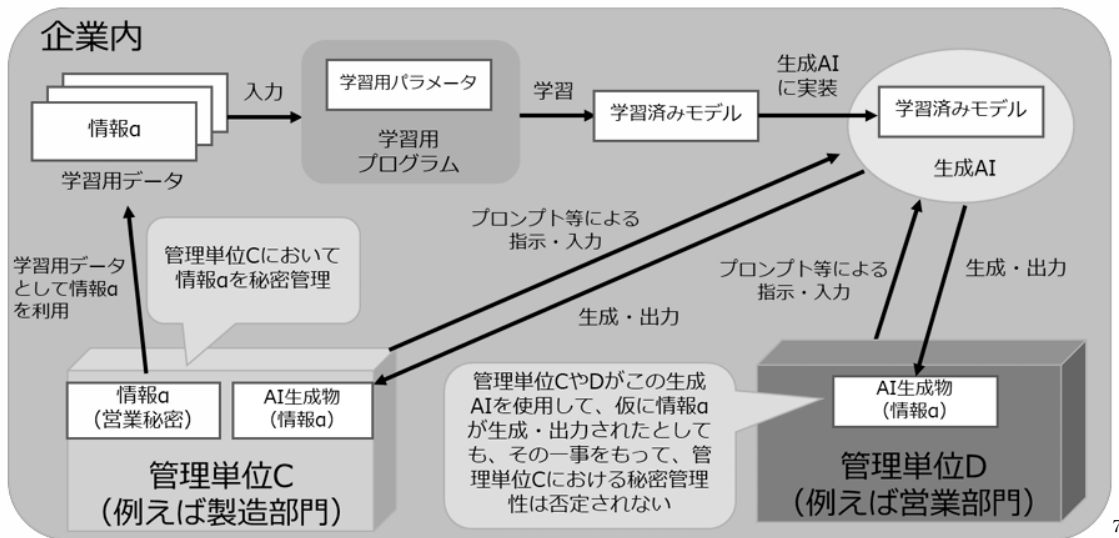 企業内
情報a
学習用データ
入力
学習用パラメータ
学習用
プログラム
学習
学習済みモデル
生成AI
に実装
学習済みモデル
生成AI
学習用データ
として情報a
を利用
管理単位Cにおいて
情報aを秘密管理
プロンプト等による
指示・入力
生成・出力
プロンプト等による
指示・入力
生成・出力
情報a
(営業秘密)
AI生成物
(情報a)
管理単位C
(例えば製造部門)
管理単位CやDがこの生成
AIを使用して、仮に情報a
が生成・出力されたとして
も、その一事をもって、管
理単位Cにおける秘密管理
性は否定されない
AI生成物
(情報a)
管理単位D
(例えば営業部門)
7